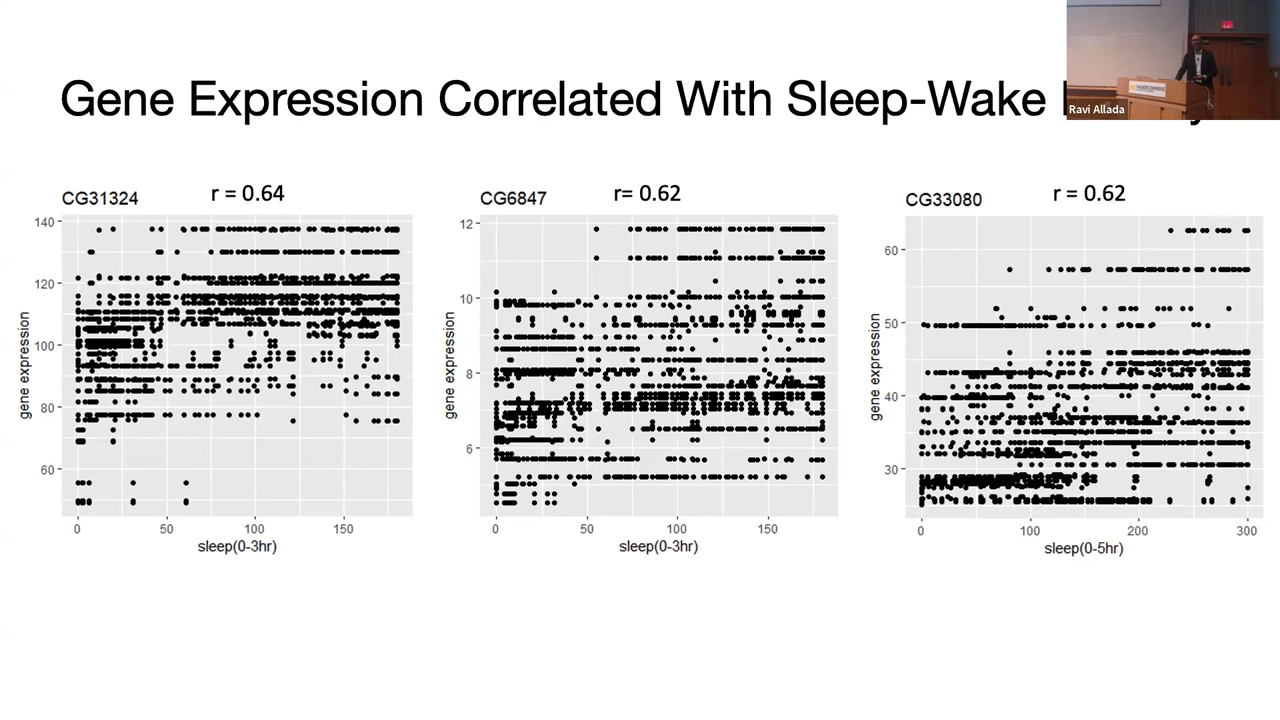 Gene Expression Correlated With Sleep-Wake
Ravi Allada
CG31324
r = 0.64
140
120
100
80
60
gene expression
0
50
100
150
sleep(0-3hr)
CG6847
r= 0.62
12
10
8
6
gene expression
0
50
100
150
sleep(0-3hr)
CG33080
r = 0.62
60
50
40
30
gene expression
0
100
200
300
sleep(0-5hr)